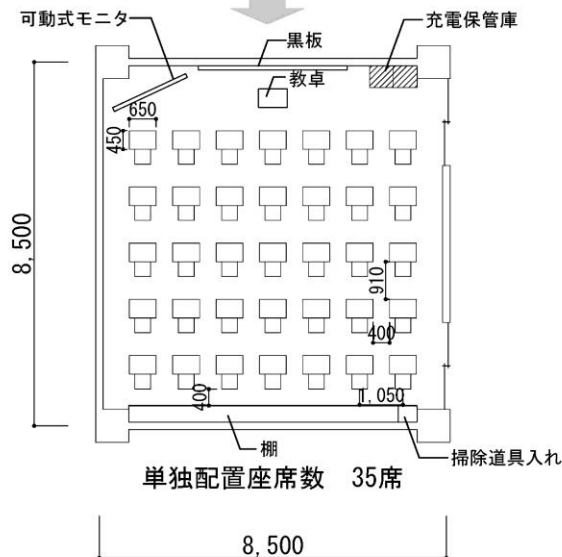 可動式モニタ
黒板
充電保管庫
教卓
650
450
8,500
910
400
400
1,050
棚
掃除道具入れ
単独配置座席数　35席
8,500